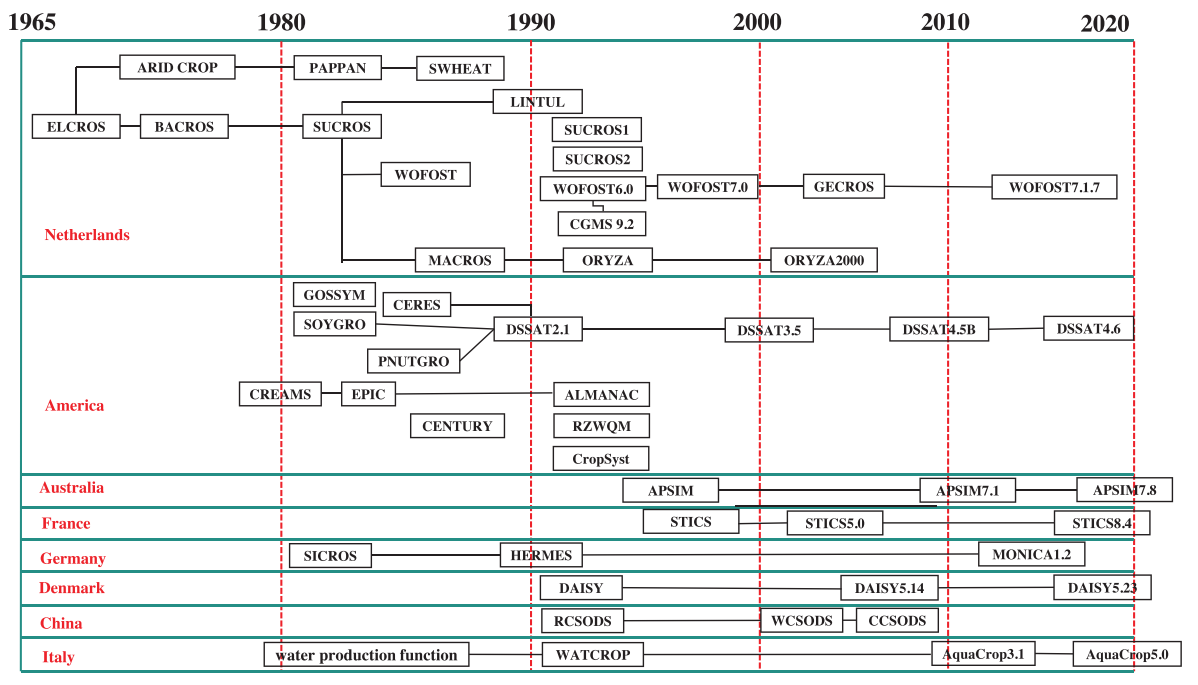 1965 1980 1990 2000 2010 2020
ARID CROP PAPPAN SWHEAT
LINTUL
ELCROS BACROS SUCROS SUCROS1
SUCROS2
WOFOST
WOFOST6.0 WOFOST7.0 GECROS WOFOST7.1.7
CGMS 9.2
Netherlands
MACROS ORYZA ORYZA2000
GOSSYM
CERES
SOYGRO DSSAT2.1 DSSAT3.5 DSSAT4.5B DSSAT4.6
PNUTGRO
CREAMS EPIC ALMANAC
America
CENTURY RZWQM
CropSyst
Australia APSIM APSIM7.1 APSIM7.8
France STICS STICS5.0 STICS8.4
Germany SICROS HERMES MONICA1.2
Denmark DAISY DAISY5.14 DAISY5.23
China RCSODS WCSODS CCSODS
Italy water production function WATCROP AquaCrop3.1 AquaCrop5.0